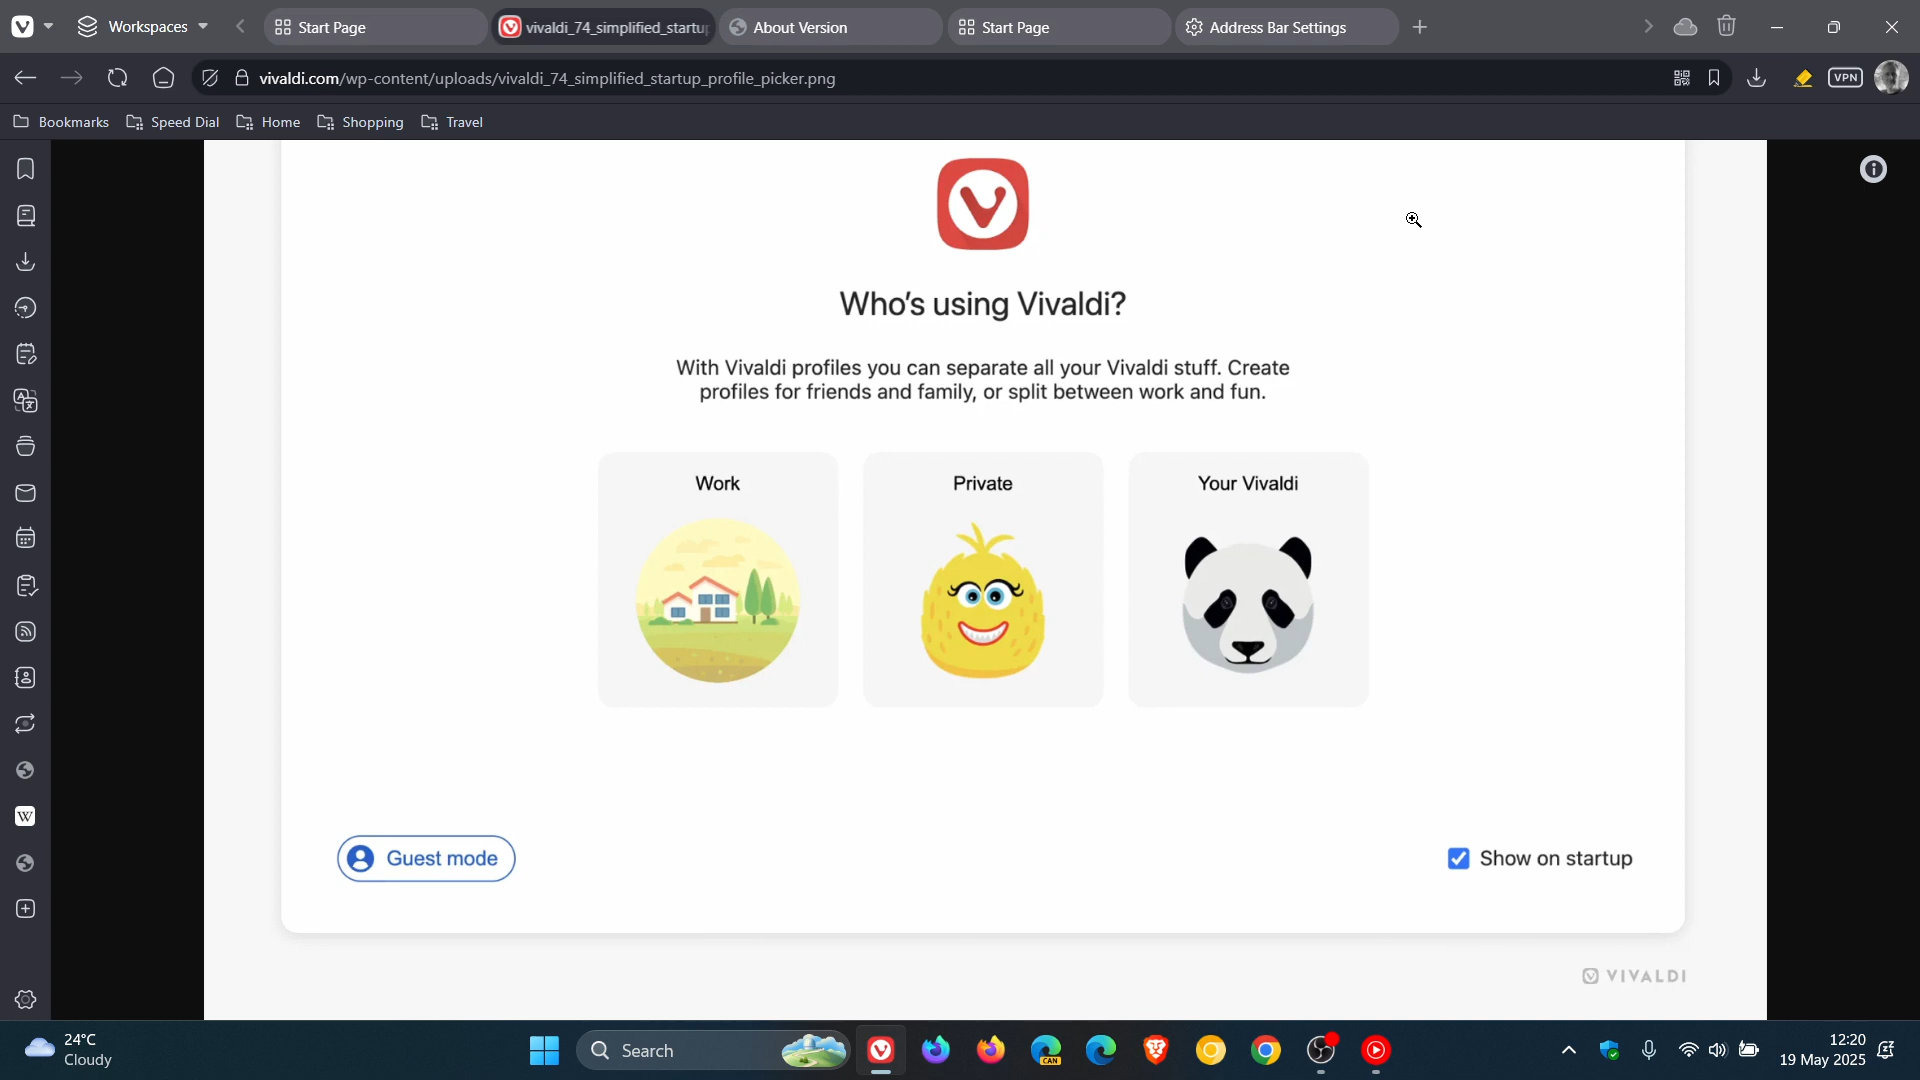 Workspaces
Start Page
vivaldi_74_simplified_startup
About Version
Start Page
Address Bar Settings
vivaldi.com/wp-content/uploads/vivaldi_74_simplified_startup_profile_picker.png
VPN
Bookmarks
Speed Dial
Home
Shopping
Travel
Who's using Vivaldi?
With Vivaldi profiles you can separate all your Vivaldi stuff. Create
profiles for friends and family, or split between work and fun.
Work
Private
Your Vivaldi
Guest mode
Show on startup
VIVALDI
W
24°C
Cloudy
Search
CAN
12:20
19 May 2025